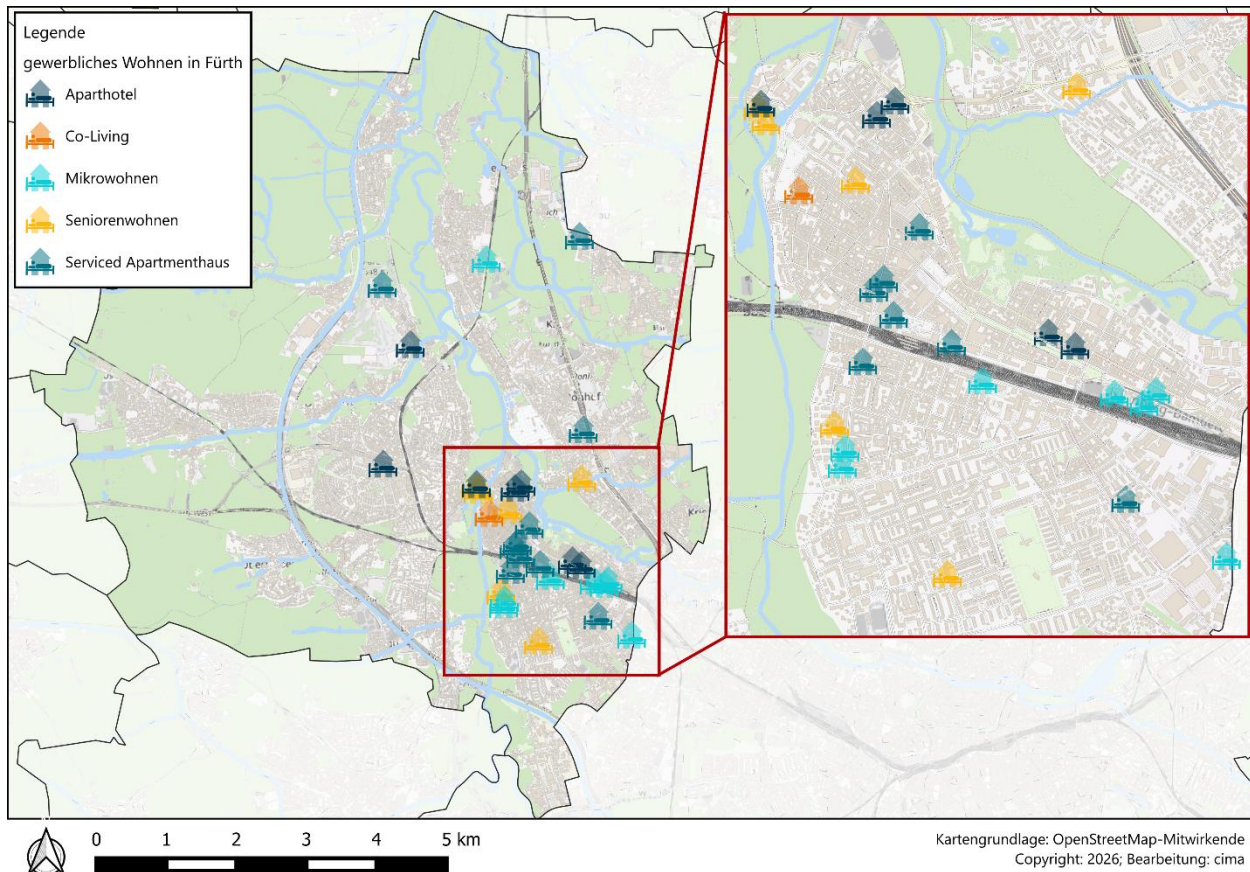 Legende
gewerbliches Wohnen in Fürth
Aparthotel
Co-Living
Mikrowohnen
Seniorenwohnen
Serviced Apartmenthaus
0 1 2 3 4 5 km
Kartengrundlage: OpenStreetMap-Mitwirkende
Copyright: 2026; Bearbeitung: cima